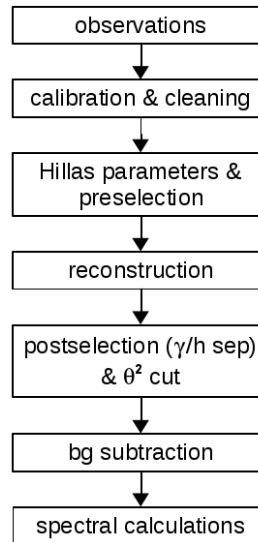 observations
calibration & cleaning
Hillas parameters &
preselection
reconstruction
postselection (γ/h sep)
& θ² cut
bg subtraction
spectral calculations